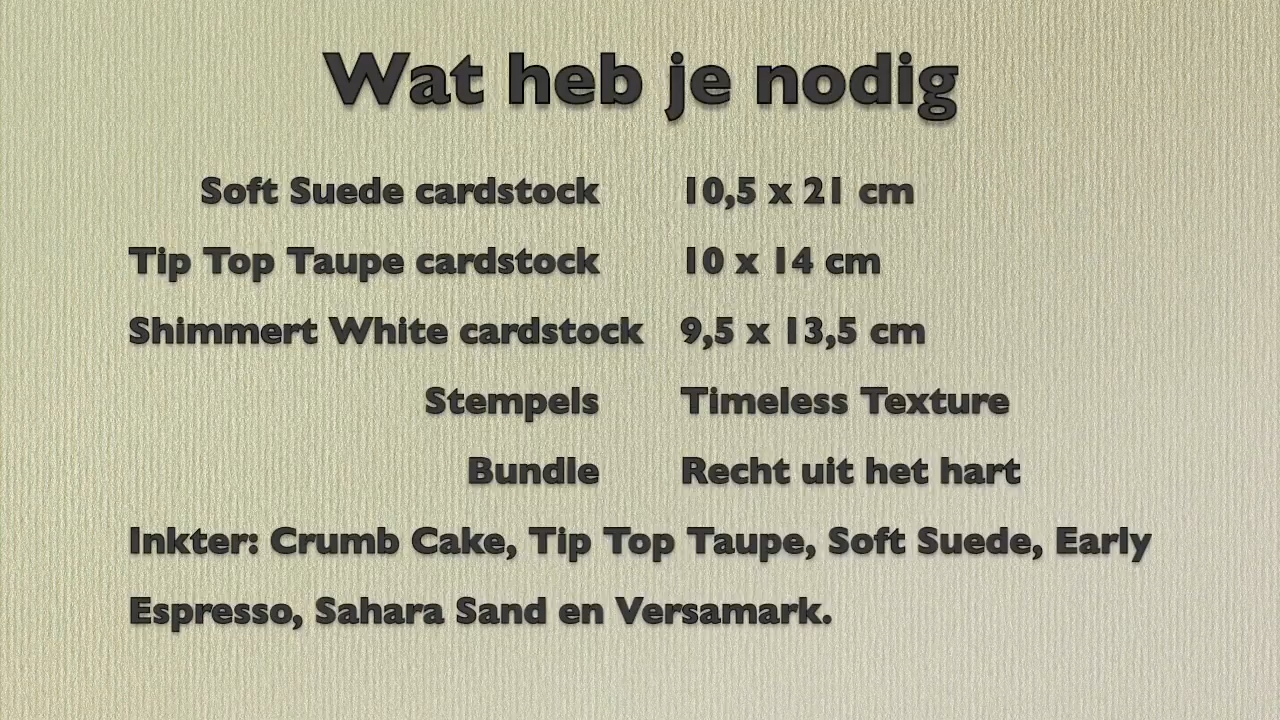 Wat heb je nodig
Soft Suede cardstock 10,5 x 21 cm
Tip Top Taupe cardstock 10 x 14 cm
Shimmert White cardstock 9,5 x 13,5 cm
Stempels Timeless Texture
Bundle Recht uit het hart
Inkter: Crumb Cake, Tip Top Taupe, Soft Suede, Early
Espresso, Sahara Sand en Versamark.